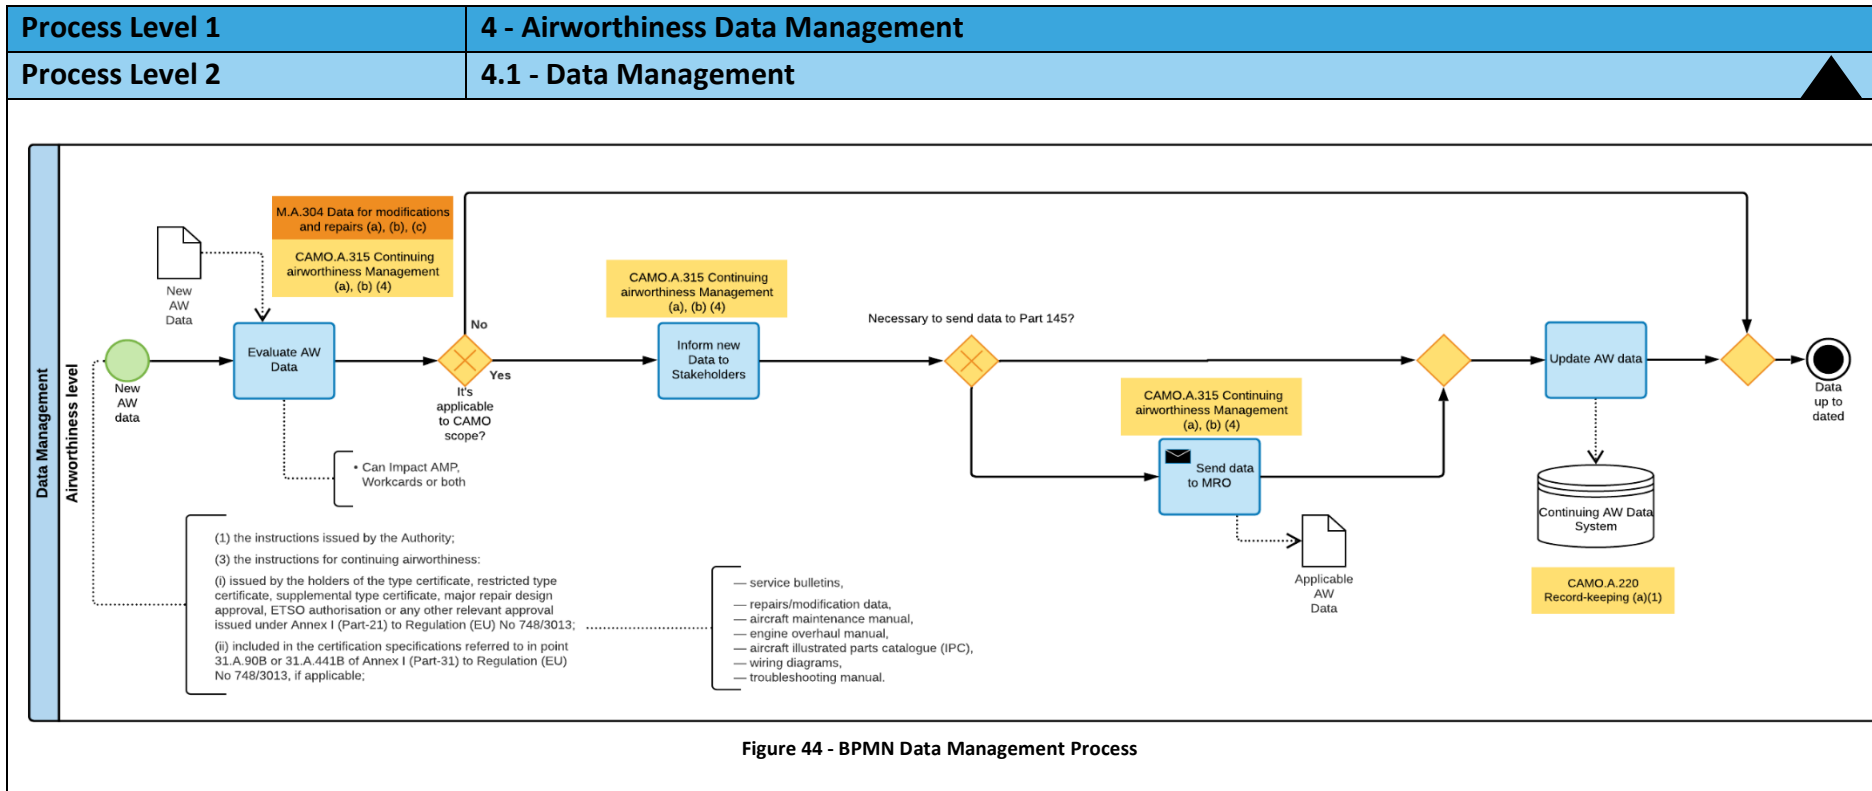 Process Level 1
4 - Airworthiness Data Management
Process Level 2
4.1 - Data Management
Data Management
Airworthiness level
New
AW
Data
M.A.304 Data for modifications
and repairs (a), (b), (c)
CAMO.A.315 Continuing
airworthiness Management
(a), (b) (4)
New
AW
data
Evaluate AW
Data
No
Yes
It's
applicable
to CAMO
scope?
CAMO.A.315 Continuing
airworthiness Management
(a), (b) (4)
Inform new
Data to
Stakeholders
Necessary to send data to Part 145?
CAMO.A.315 Continuing
airworthiness Management
(a), (b) (4)
Send data
to MRO
Applicable
AW
Data
Update AW data
Continuing AW Data
System
CAMO.A.220
Record-keeping (a)(1)
Data
up to
dated
• Can Impact AMP,
Workcards or both
(1) the instructions issued by the Authority;
(3) the instructions for continuing airworthiness:
(i) issued by the holders of the type certificate, restricted type
certificate, supplemental type certificate, major repair design
approval, ETSO authorisation or any other relevant approval
issued under Annex I (Part-21) to Regulation (EU) No 748/3013;
(ii) included in the certification specifications referred to in point
31.A.90B or 31.A.441B of Annex I (Part-31) to Regulation (EU)
No 748/3013, if applicable;
— service bulletins,
— repairs/modification data,
— aircraft maintenance manual,
— engine overhaul manual,
— aircraft illustrated parts catalogue (IPC),
— wiring diagrams,
— troubleshooting manual.
Figure 44 - BPMN Data Management Process